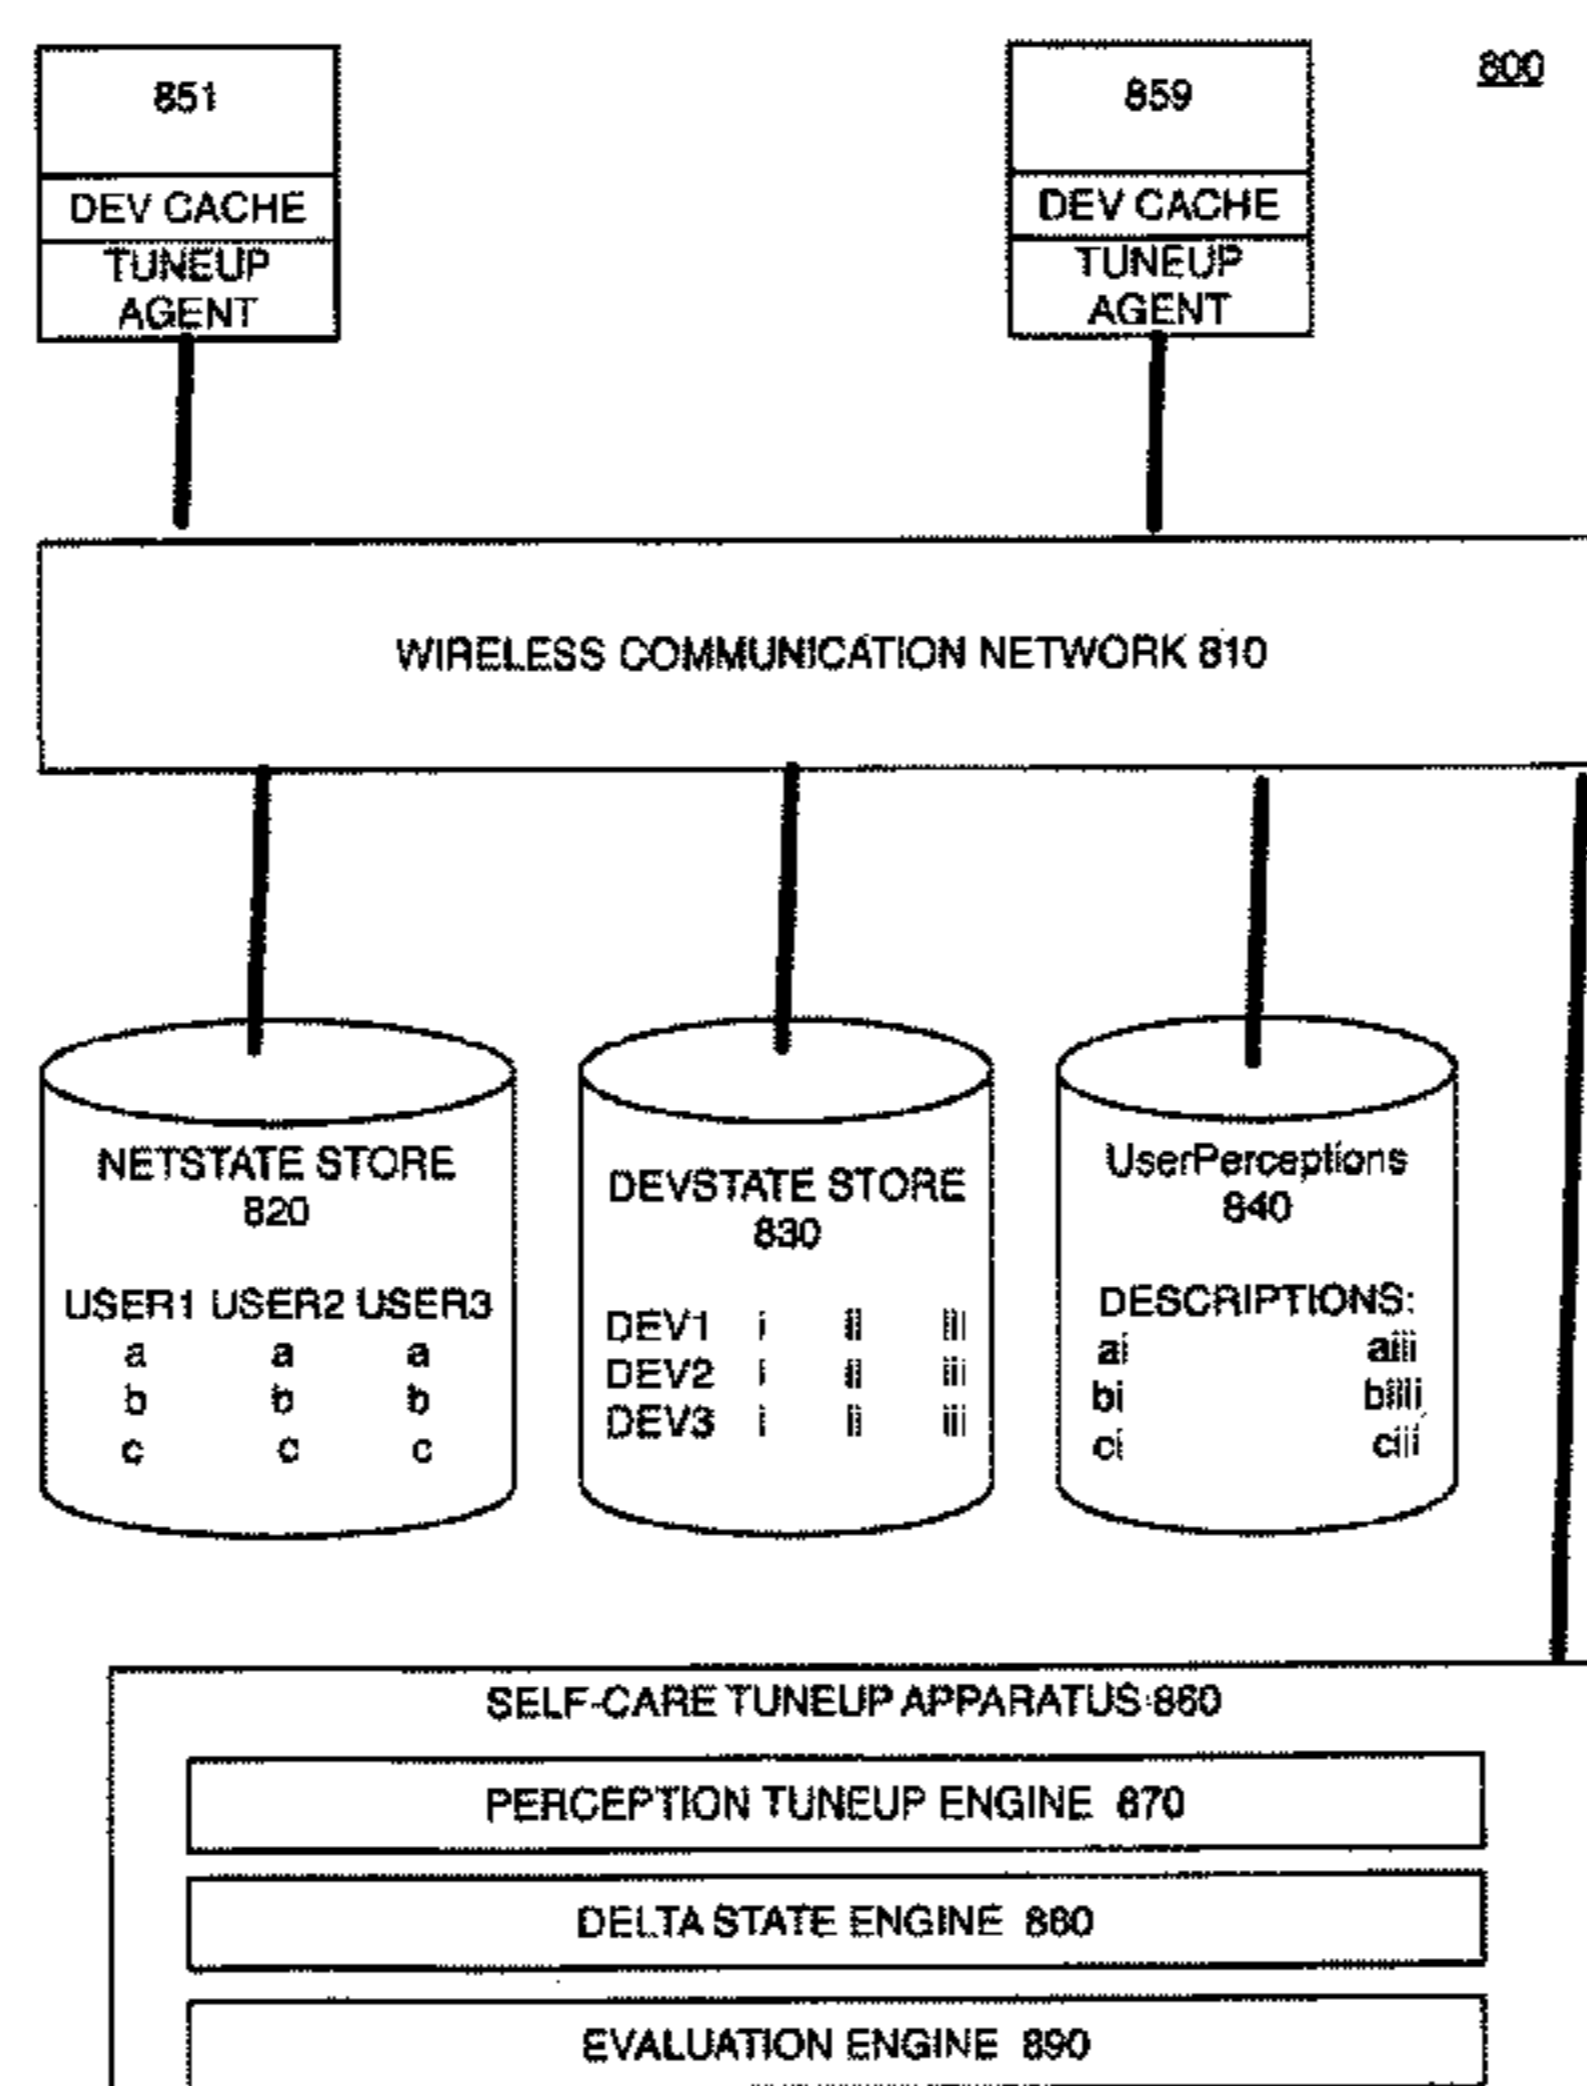 800
851
DEV CACHE
TUNEUP
AGENT
859
DEV CACHE
TUNEUP
AGENT
WIRELESS COMMUNICATION NETWORK 810
NETSTATE STORE
820
USER1 USER2 USER3
a a a
b b b
c c c
DEVSTATE STORE
830
DEV1 i ii iii
DEV2 i ii iii
DEV3 i ii iii
UserPerceptions
840
DESCRIPTIONS:
ai aiii
bi biiii
ci ciii
SELF-CARE TUNEUP APPARATUS 860
PERCEPTION TUNEUP ENGINE 870
DELTA STATE ENGINE 880
EVALUATION ENGINE 890